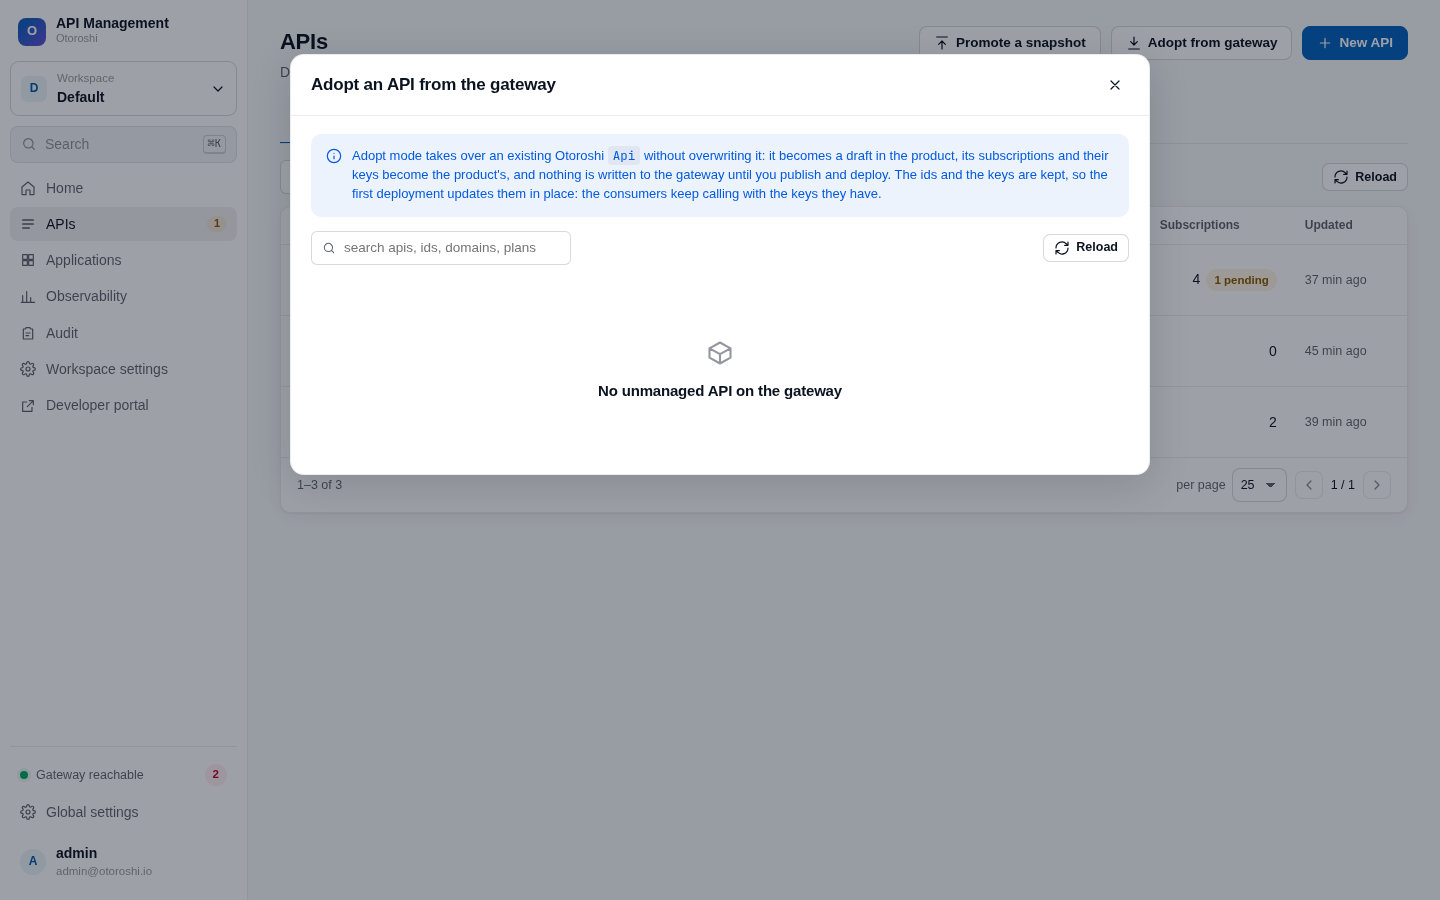 O
API Management
Otoroshi
D
Workspace
Default
Search
⌘K
Home
APIs
1
Applications
Observability
Audit
Workspace settings
Developer portal
Gateway reachable
2
Global settings
A
admin
admin@otoroshi.io
APIs
Promote a snapshot
Adopt from gateway
New API
D
Adopt an API from the gateway
Adopt mode takes over an existing Otoroshi Api without overwriting it: it becomes a draft in the product, its subscriptions and their
keys become the product's, and nothing is written to the gateway until you publish and deploy. The ids and the keys are kept, so the
first deployment updates them in place: the consumers keep calling with the keys they have.
search apis, ids, domains, plans
Reload
No unmanaged API on the gateway
Reload
Subscriptions
Updated
4
1 pending
37 min ago
0
45 min ago
2
39 min ago
1–3 of 3
per page
25
1 / 1